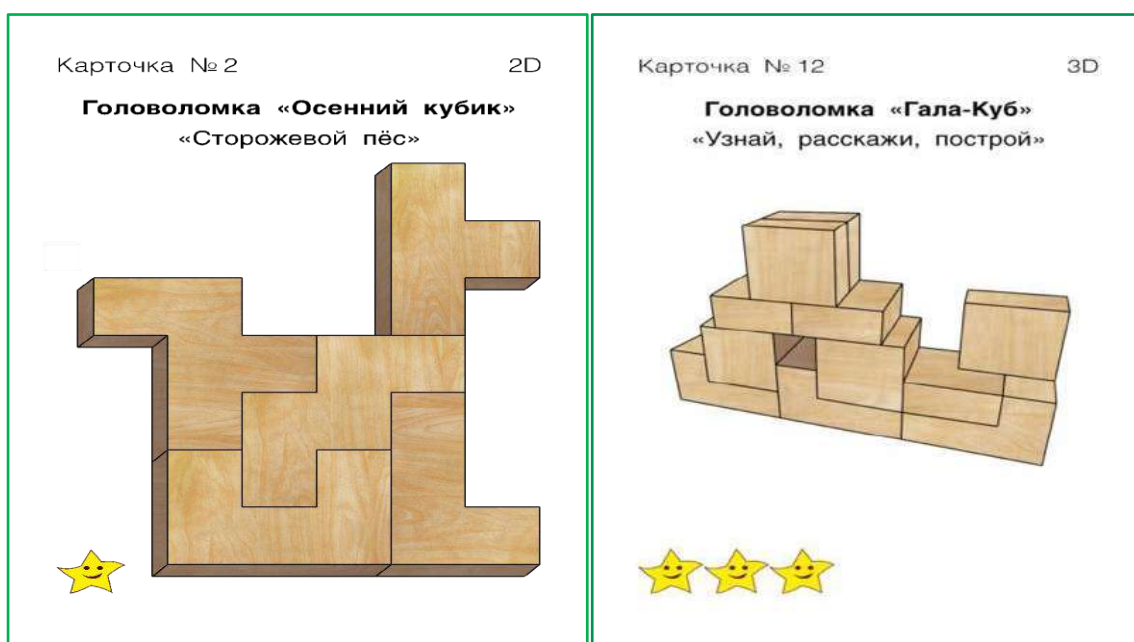 Карточка № 2 2D
Головоломка «Осенний кубик»
«Сторожевой пёс»
Карточка № 12 3D
Головоломка «Гала-Куб»
«Узнай, расскажи, построй»